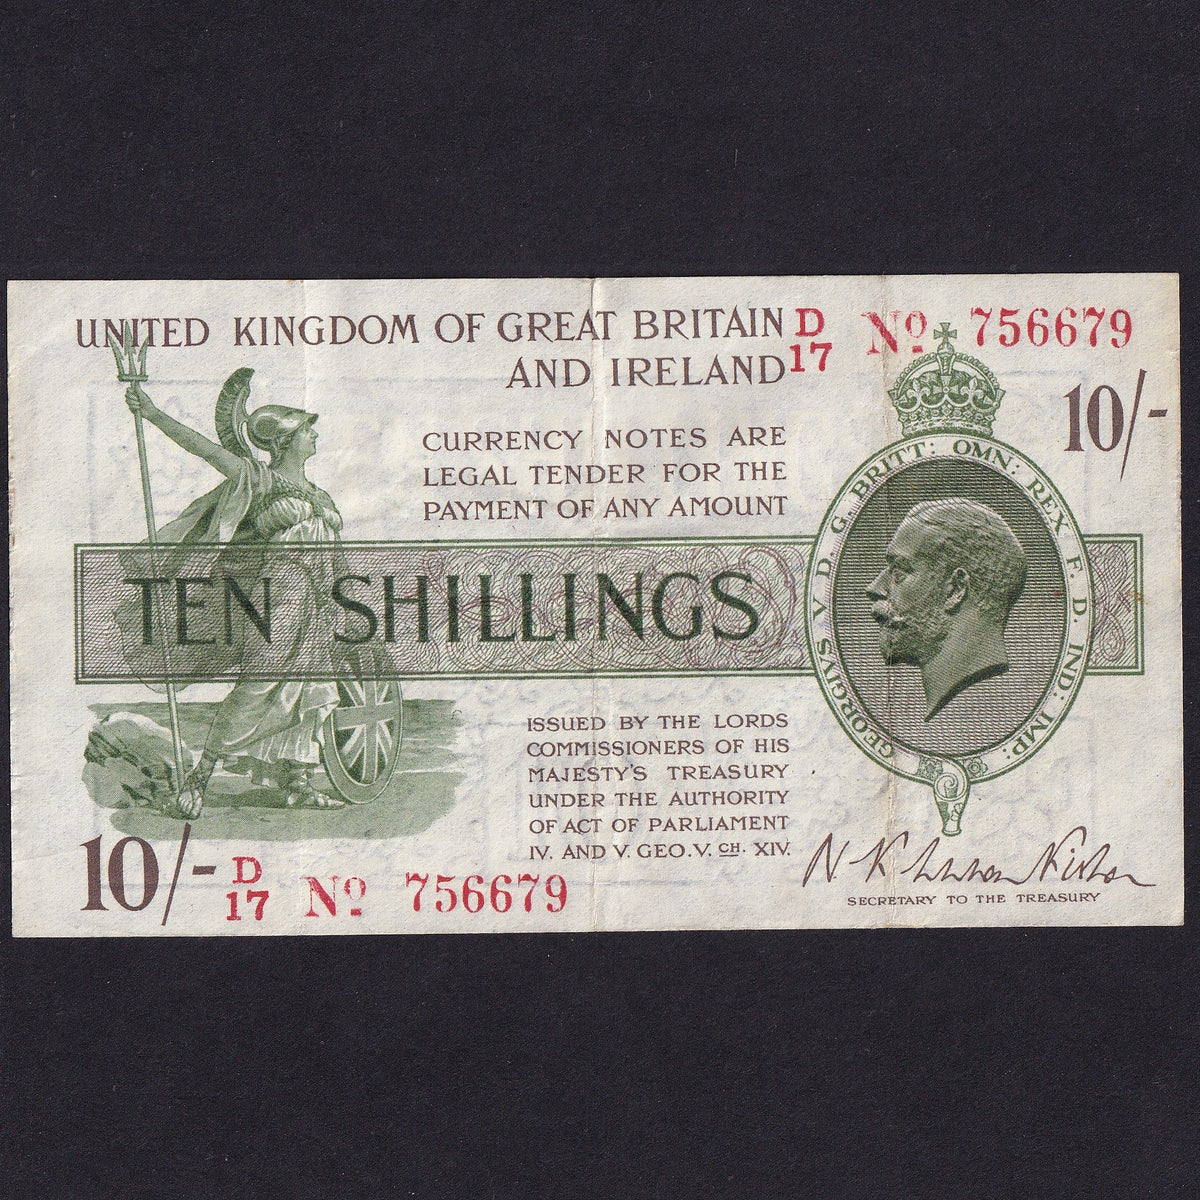 UNITED KINGDOM OF GREAT BRITAIN
AND IRELAND
D
17
No 756679
10/-
CURRENCY NOTES ARE
LEGAL TENDER FOR THE
PAYMENT OF ANY AMOUNT
GEORGIVS V D. G. BRITT: OMN: REX F. D. IND: IMP:
TEN SHILLINGS
ISSUED BY THE LORDS
COMMISSIONERS OF HIS
MAJESTY'S TREASURY
UNDER THE AUTHORITY
OF ACT OF PARLIAMENT
IV. AND V. GEO. V. CH. XIV.
SECRETARY TO THE TREASURY
10/-
D
17
No 756679